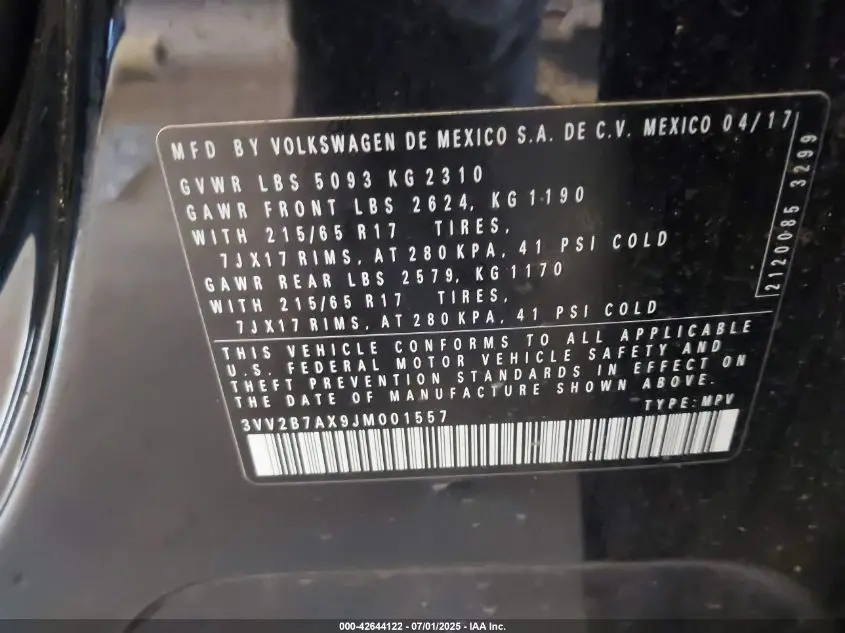 MFD BY VOLKSWAGEN DE MEXICO S.A. DE C.V. MEXICO 04/17
GVWR LBS 5093 KG 2310
GAWR FRONT LBS 2624, KG 1190
WITH 215/65 R17 TIRES,
7JX17 RIMS, AT 280 KPA, 41 PSI COLD
GAWR REAR LBS 2579, KG 1170
WITH 215/65 R17 TIRES,
7JX17 RIMS, AT 280 KPA, 41 PSI COLD
2120085 3299
THIS VEHICLE CONFORMS TO ALL APPLICABLE
U.S. FEDERAL MOTOR VEHICLE SAFETY AND
THEFT PREVENTION STANDARDS IN EFFECT ON
THE DATE OF MANUFACTURE SHOWN ABOVE.
3VV2B7AX9JM001557 TYPE: MPV
000-42644122 - 07/01/2025 - IAA Inc.